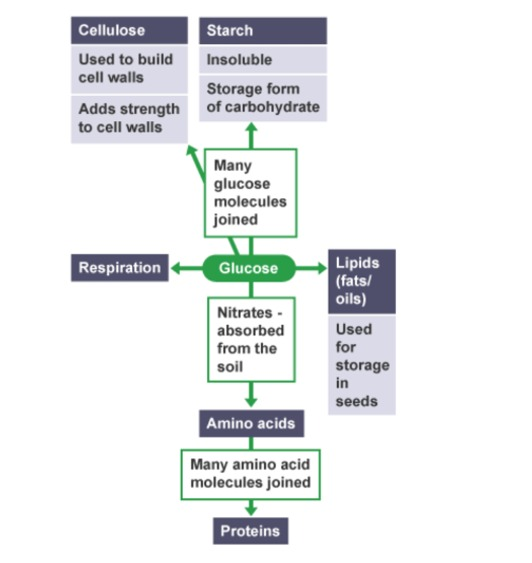 Cellulose
Used to build
cell walls
Adds strength
to cell walls
Starch
Insoluble
Storage form
of carbohydrate
Many
glucose
molecules
joined
Respiration
Glucose
Lipids
(fats/
oils)
Used
for
storage
in
seeds
Nitrates -
absorbed
from the
soil
Amino acids
Many amino acid
molecules joined
Proteins